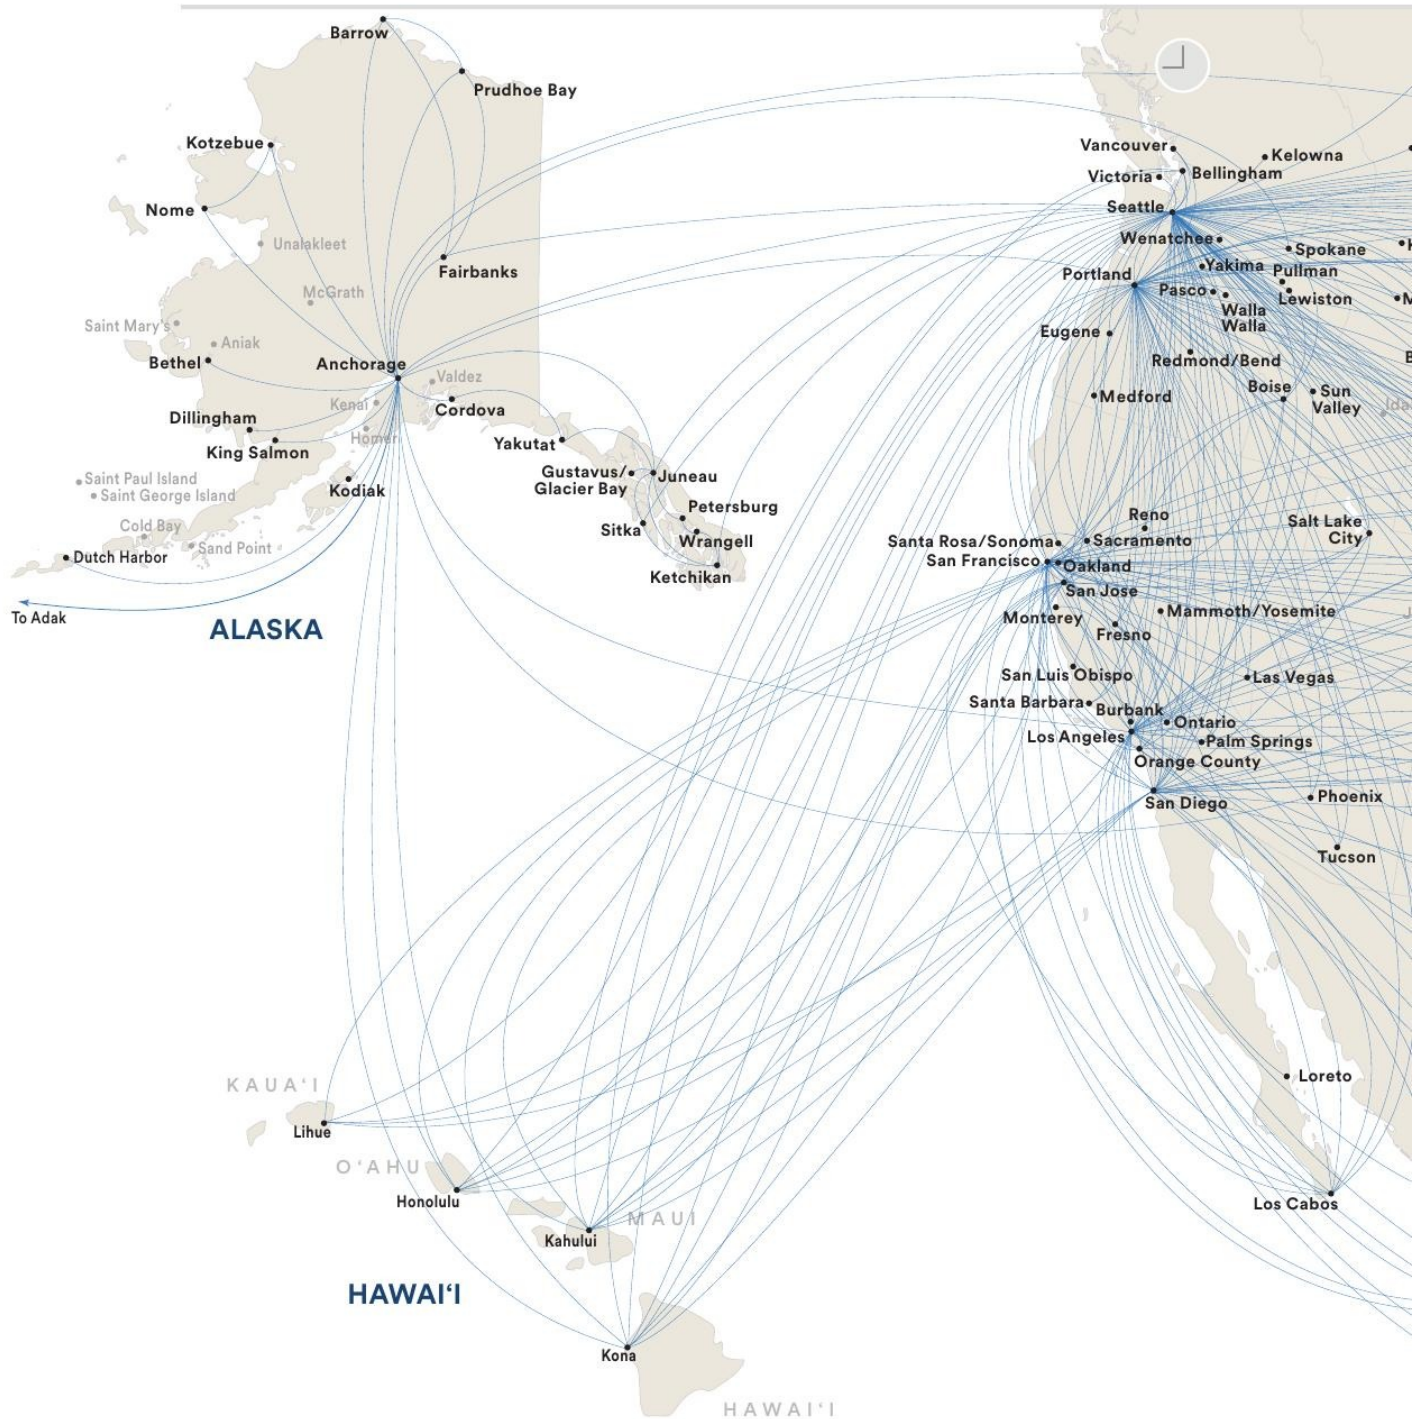 Barrow
Prudhoe Bay
Kotzebue
Nome
Unalakleet
Fairbanks
McGrath
Saint Mary's
Aniak
Bethel
Anchorage
Valdez
Kenai
Cordova
Dillingham
Homer
King Salmon
Yakutat
Saint Paul Island
Saint George Island
Kodiak
Gustavus/
Glacier Bay
Juneau
Petersburg
Cold Bay
Sitka
Wrangell
Sand Point
Dutch Harbor
Ketchikan
To Adak
ALASKA
Vancouver
Kelowna
Victoria
Bellingham
Seattle
Wenatchee
Spokane
Yakima
Pullman
Portland
Pasco
Lewiston
Walla
Walla
Eugene
Redmond/Bend
Boise
Sun
Valley
Medford
Ida
Reno
Salt Lake
City
Santa Rosa/Sonoma
Sacramento
San Francisco
Oakland
San Jose
Monterey
Mammoth/Yosemite
Fresno
San Luis Obispo
Las Vegas
Santa Barbara
Burbank
Ontario
Los Angeles
Palm Springs
Orange County
San Diego
Phoenix
Tucson
Loreto
Los Cabos
KAUA‘I
Lihue
O‘AHU
Honolulu
MAUI
Kahului
HAWAI‘I
Kona
HAWAI‘I